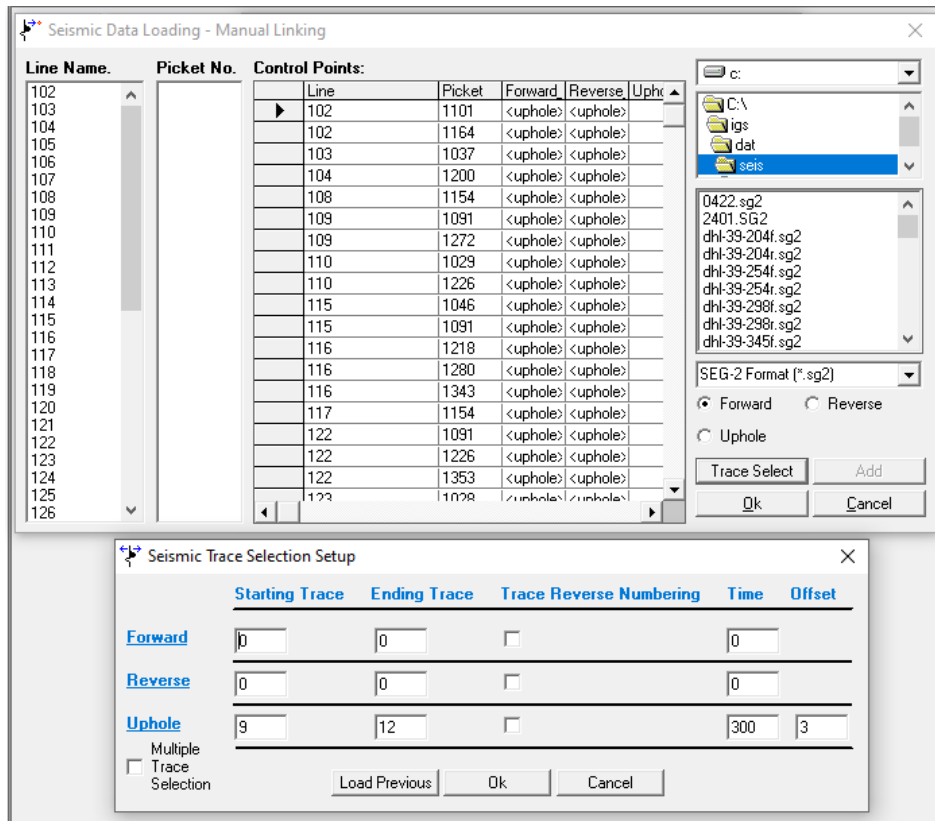 Seismic Data Loading - Manual Linking
Line Name. Picket No. Control Points:
102
103
104
105
106
107
108
109
110
111
112
113
114
115
116
117
118
119
120
121
122
123
124
125
126
Line Picket Forward_ Reverse_ Upho
102 1101 <uphole> <uphole>
102 1164 <uphole> <uphole>
103 1037 <uphole> <uphole>
104 1200 <uphole> <uphole>
108 1154 <uphole> <uphole>
109 1091 <uphole> <uphole>
109 1272 <uphole> <uphole>
110 1029 <uphole> <uphole>
110 1226 <uphole> <uphole>
115 1046 <uphole> <uphole>
115 1091 <uphole> <uphole>
116 1218 <uphole> <uphole>
116 1280 <uphole> <uphole>
116 1343 <uphole> <uphole>
117 1154 <uphole> <uphole>
122 1091 <uphole> <uphole>
122 1226 <uphole> <uphole>
122 1353 <uphole> <uphole>
123 1028 <uphole> <uphole>
c:
C:\
igs
dat
seis
0422.sg2
2401.SG2
dhl-39-204f.sg2
dhl-39-204r.sg2
dhl-39-254f.sg2
dhl-39-254r.sg2
dhl-39-298f.sg2
dhl-39-298r.sg2
dhl-39-345f.sg2
SEG-2 Format (*.sg2)
Forward Reverse
Uphole
Trace Select Add
Ok Cancel
Seismic Trace Selection Setup
Starting Trace Ending Trace Trace Reverse Numbering Time Offset
Forward 0 0 0
Reverse 0 0 0
Uphole 9 12 300 3
Multiple
Trace
Selection
Load Previous Ok Cancel